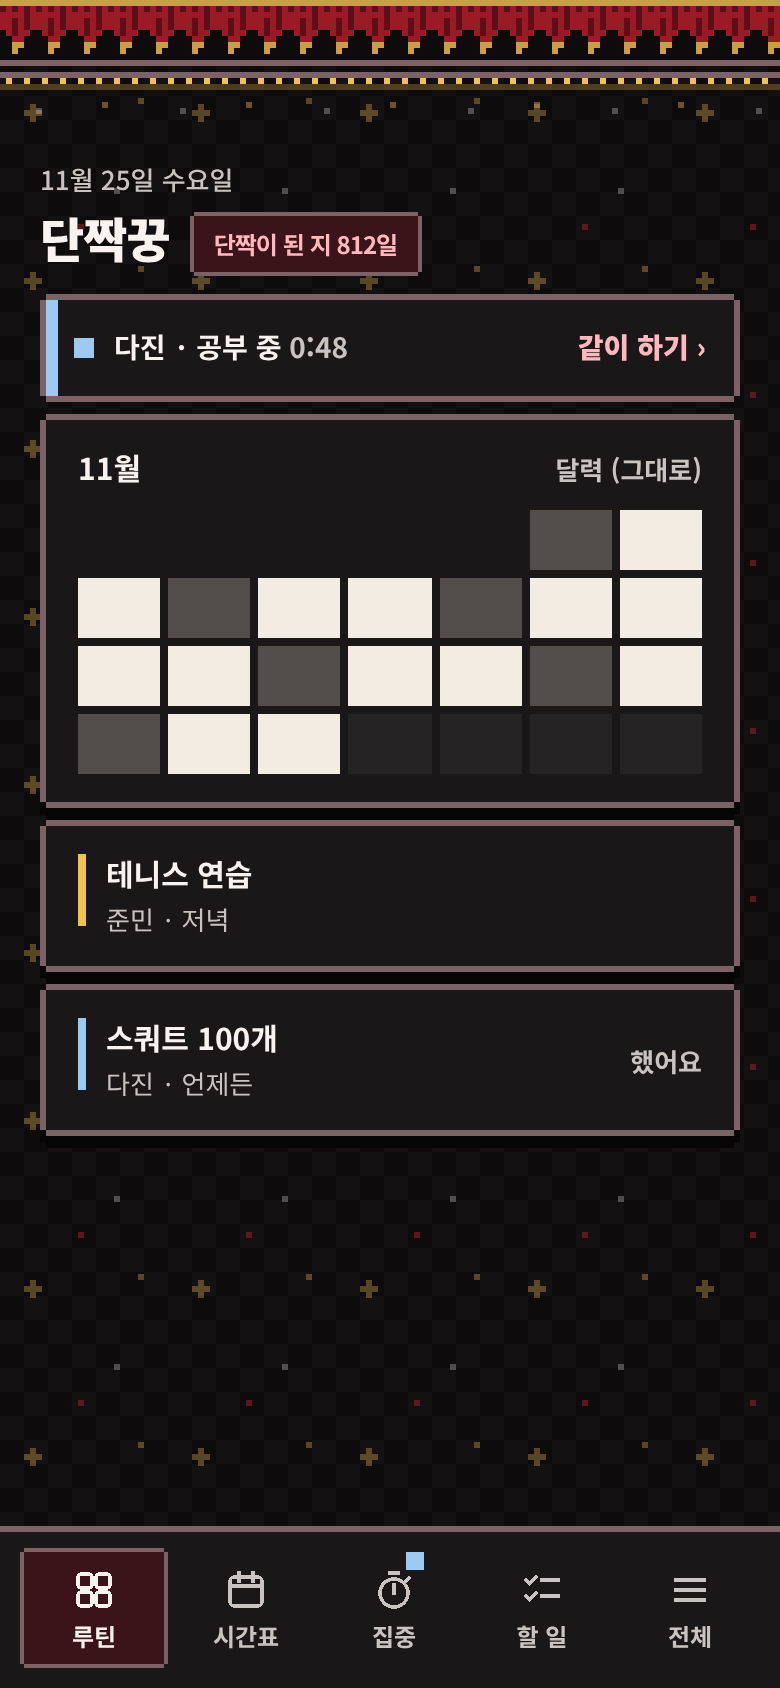 11월 25일 수요일
단짝꿍
단짝이 된 지 812일
다진 · 공부 중 0:48
같이 하기 ›
11월
달력 (그대로)
테니스 연습
준민 · 저녁
스쿼트 100개
다진 · 언제든
했어요
루틴
시간표
집중
할 일
전체